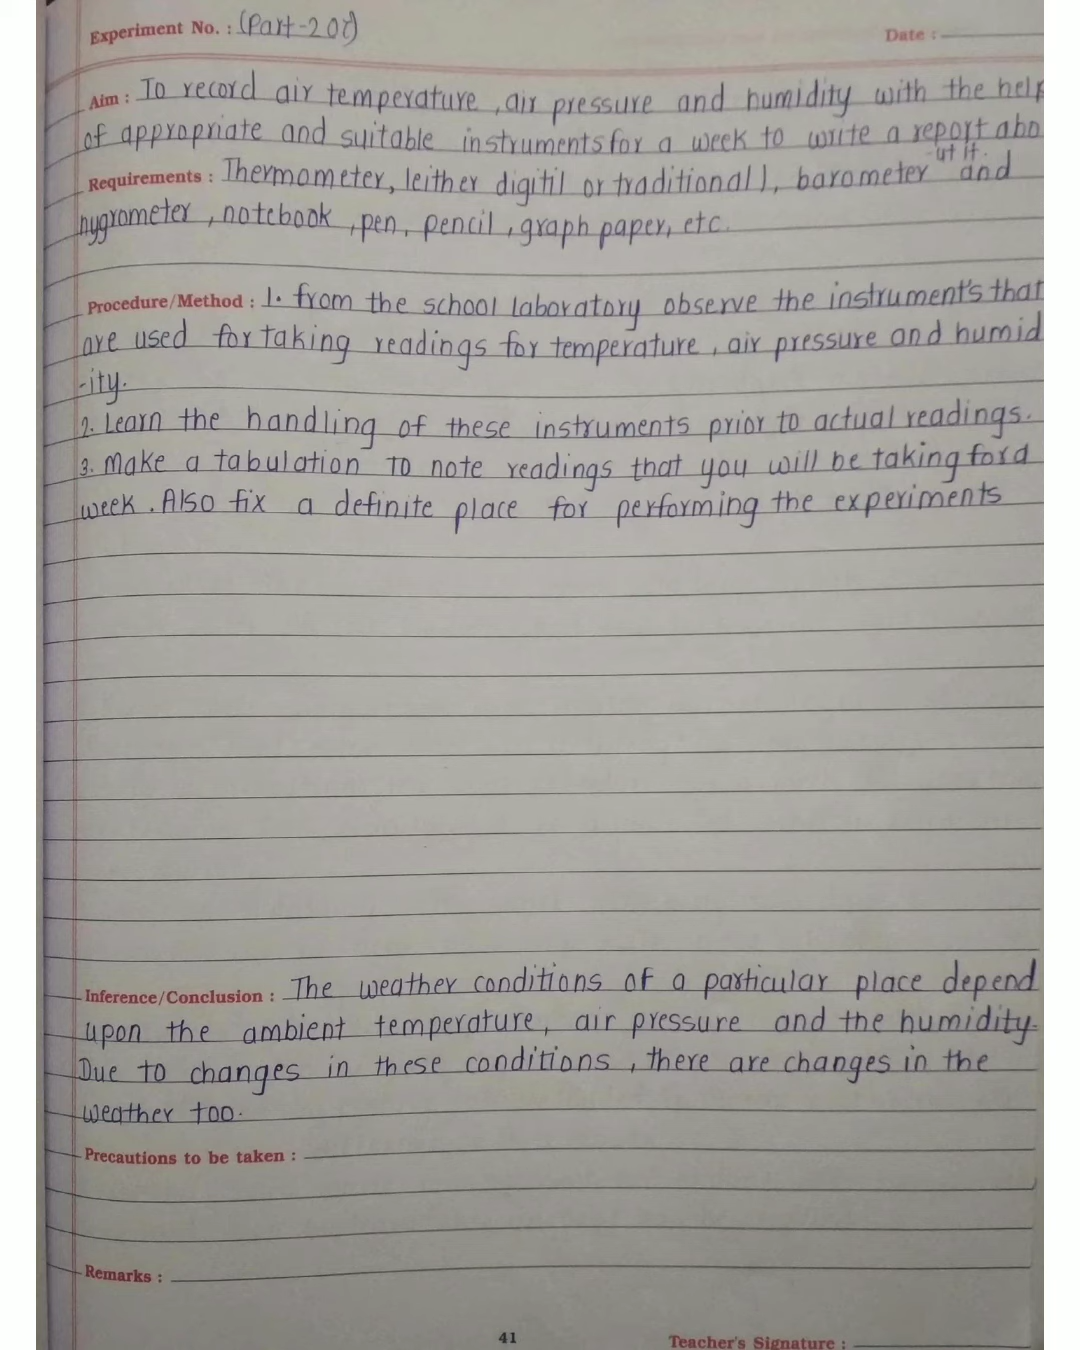 Experiment No. : (Part-20r)
Date :
Aim : To record air temperature, air pressure and humidity with the help
of appropriate and suitable instruments for a week to write a report abo
-ut it.
Requirements : Thermometer, (either digitil or traditional), barometer and
hygrometer, notebook, pen, pencil, graph paper, etc.
Procedure/Method : 1. from the school laboratory observe the instrument's that
are used for taking readings for temperature, air pressure and humid
-ity.
2. Learn the handling of these instruments prior to actual readings.
3. Make a tabulation To note readings that you will be taking for a
week. Also fix a definite place for performing the experiments
Inference/Conclusion : The weather conditions of a particular place depend
upon the ambient temperature, air pressure and the humidity.
Due to changes in these conditions, there are changes in the
weather too.
Precautions to be taken :
Remarks :
41
Teacher's Signature :